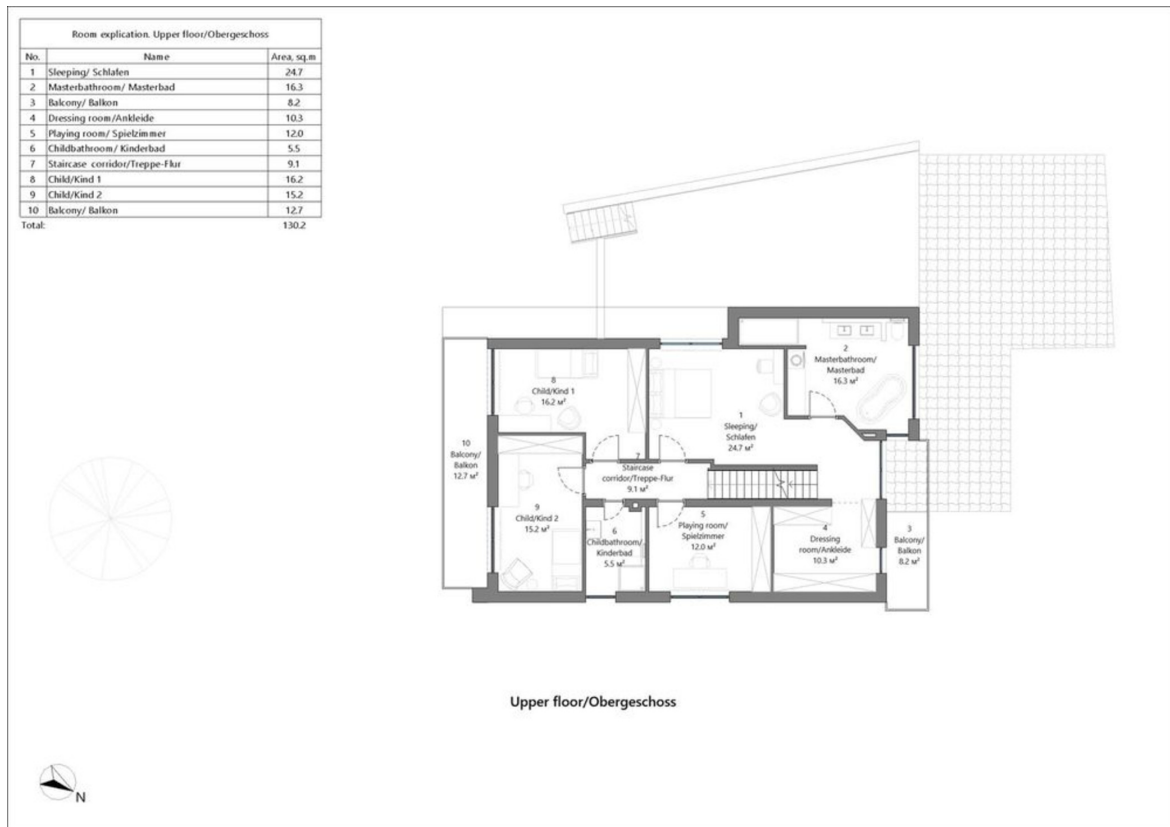 Room explication. Upper floor/Obergeschoss
No. Name Area, sq.m
1 Sleeping/ Schlafen 24.7
2 Masterbathroom/ Masterbad 16.3
3 Balcony/ Balkon 8.2
4 Dressing room/Ankleide 10.3
5 Playing room/ Spielzimmer 12.0
6 Childbathroom/ Kinderbad 5.5
7 Staircase corridor/Treppe-Flur 9.1
8 Child/Kind 1 16.2
9 Child/Kind 2 15.2
10 Balcony/ Balkon 12.7
Total: 130.2
2
Masterbathroom/
Masterbad
16.3 м²
8
Child/Kind 1
16.2 м²
1
Sleeping/
Schlafen
24.7 м²
10
Balcony/
Balkon
12.7 м²
7
Staircase
corridor/Treppe-Flur
9.1 м²
9
Child/Kind 2
15.2 м²
6
Childbathroom/
Kinderbad
5.5 м²
5
Playing room/
Spielzimmer
12.0 м²
4
Dressing
room/Ankleide
10.3 м²
3
Balcony/
Balkon
8.2 м²
Upper floor/Obergeschoss
N